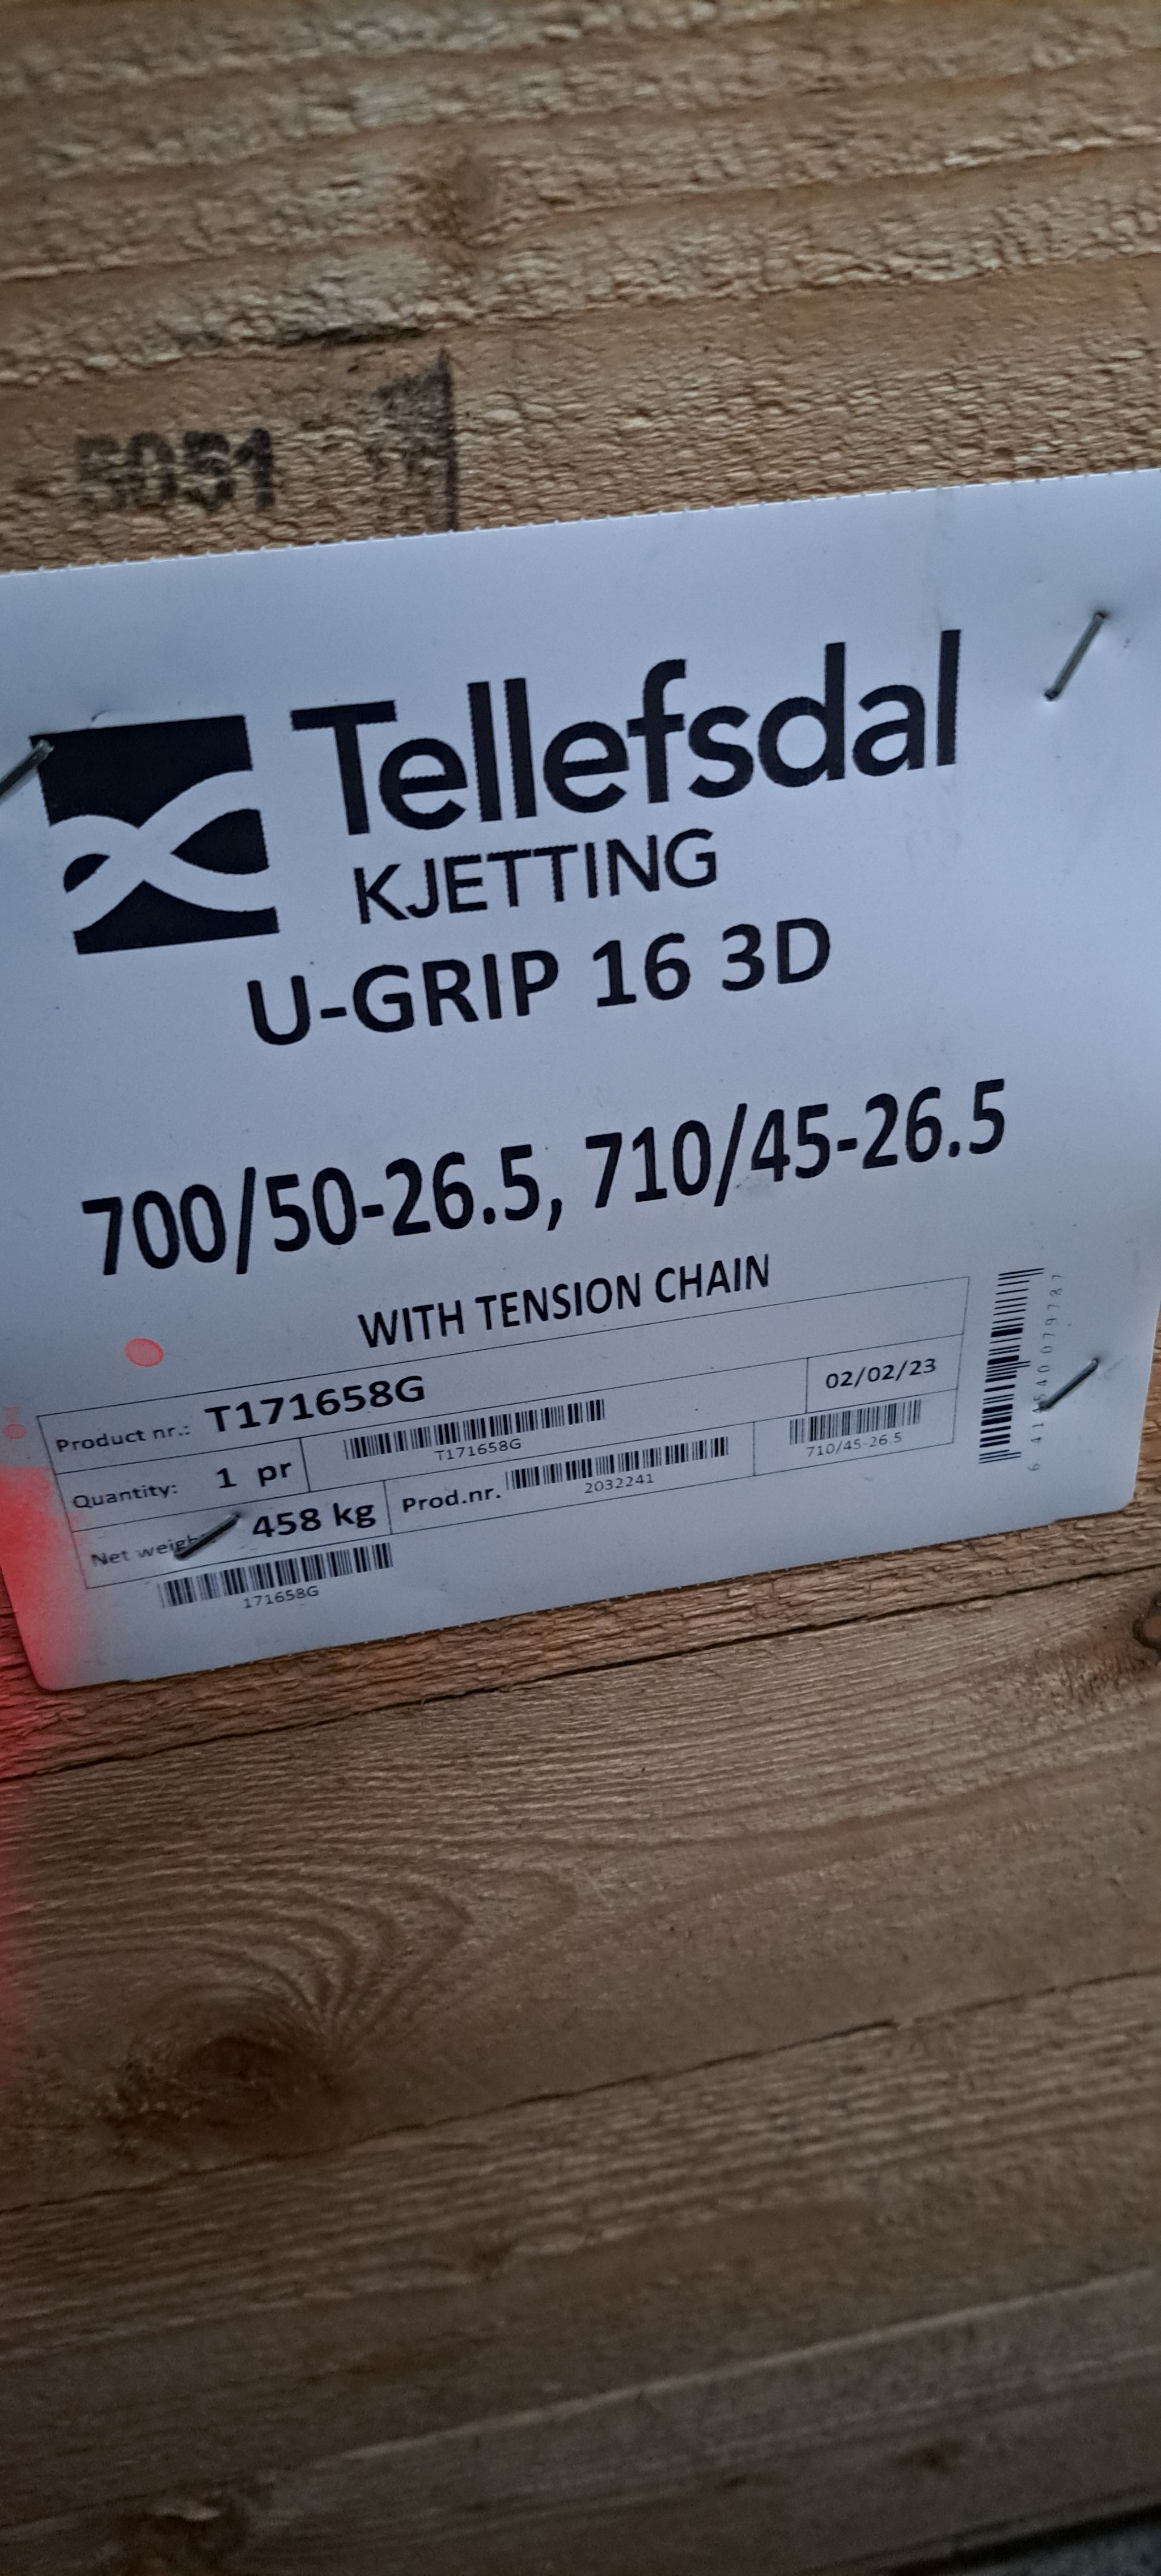 5051
Tellefsdal
KJETTING
U-GRIP 16 3D
700/50-26.5, 710/45-26.5
WITH TENSION CHAIN
Product nr.: T171658G
02/02/23
Quantity: 1 pr
T171658G
710/45-26.5
Net 458 kg
Prod.nr.
2032241
171658G